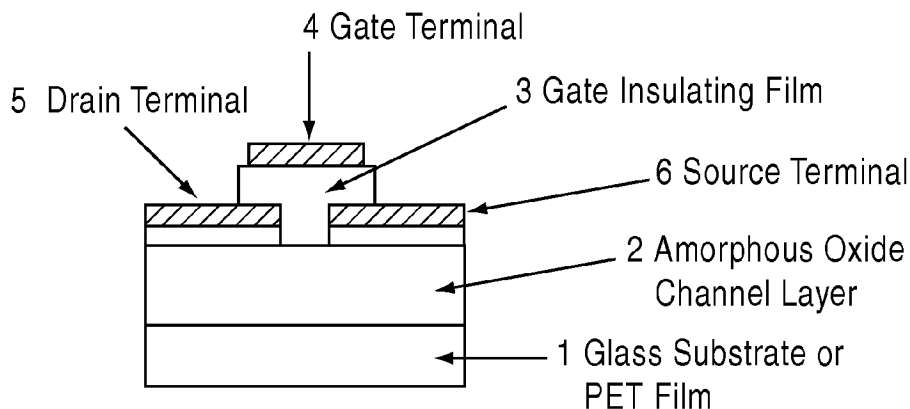 4 Gate Terminal
5 Drain Terminal
3 Gate Insulating Film
6 Source Terminal
2 Amorphous Oxide
Channel Layer
1 Glass Substrate or
PET Film